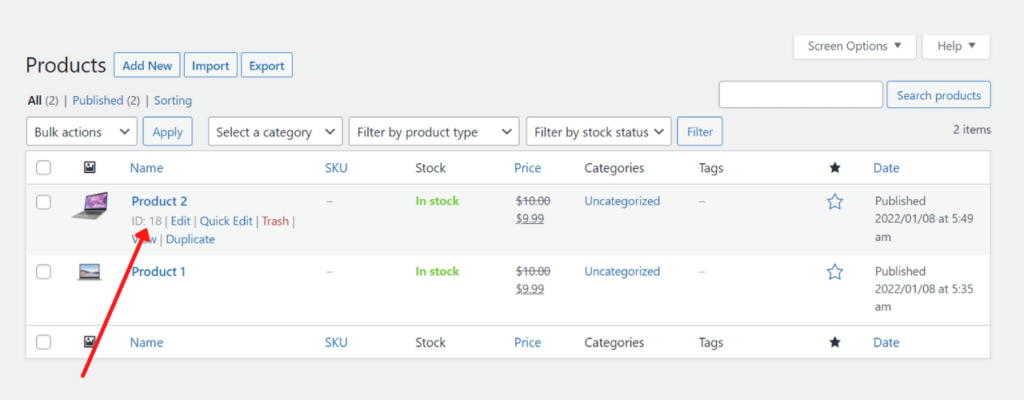 Screen Options ▼ Help ▼
Products Add New Import Export
All (2) | Published (2) | Sorting
Search products
Bulk actions Apply Select a category Filter by product type Filter by stock status Filter
2 items
Name SKU Stock Price Categories Tags ★ Date
Product 2 – In stock $10.00 Uncategorized – Published
ID: 18 | Edit | Quick Edit | Trash | $9.99 2022/01/08 at 5:49
View | Duplicate am
Product 1 – In stock $10.00 Uncategorized – Published
$9.99 2022/01/08 at 5:35
am
Name SKU Stock Price Categories Tags ★ Date